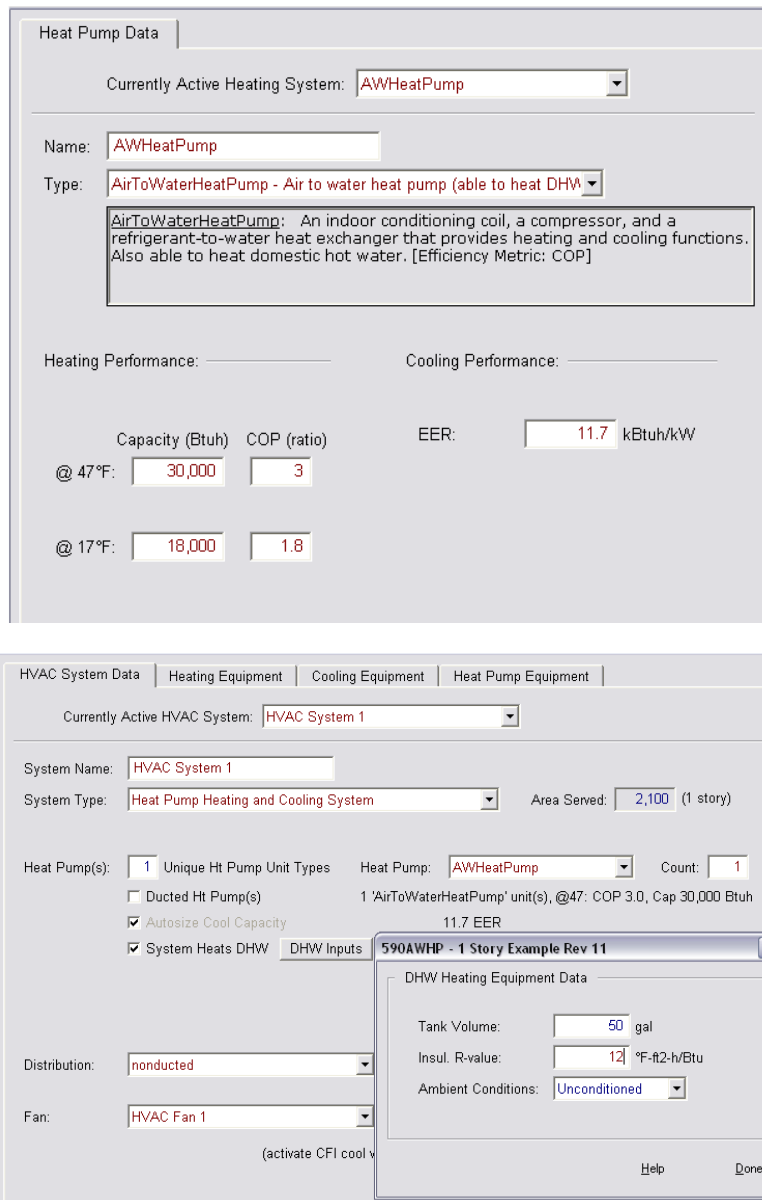 Heat Pump Data
Currently Active Heating System: AWHeatPump
Name: AWHeatPump
Type: AirToWaterHeatPump - Air to water heat pump (able to heat DHW
AirToWaterHeatPump: An indoor conditioning coil, a compressor, and a
refrigerant-to-water heat exchanger that provides heating and cooling functions.
Also able to heat domestic hot water. [Efficiency Metric: COP]
Heating Performance: Cooling Performance:
Capacity (Btuh) COP (ratio) EER: 11.7 kBtuh/kW
@ 47°F: 30,000 3
@ 17°F: 18,000 1.8
HVAC System Data Heating Equipment Cooling Equipment Heat Pump Equipment
Currently Active HVAC System: HVAC System 1
System Name: HVAC System 1
System Type: Heat Pump Heating and Cooling System Area Served: 2,100 (1 story)
Heat Pump(s): 1 Unique Ht Pump Unit Types Heat Pump: AWHeatPump Count: 1
Ducted Ht Pump(s) 1 'AirToWaterHeatPump' unit(s), @47: COP 3.0, Cap 30,000 Btuh
Autosize Cool Capacity 11.7 EER
System Heats DHW DHW Inputs 590AWHP - 1 Story Example Rev 11
DHW Heating Equipment Data
Tank Volume: 50 gal
Insul. R-value: 12 °F-ft2-h/Btu
Distribution: nonducted
Ambient Conditions: Unconditioned
Fan: HVAC Fan 1
(activate CFI cool
Help Done